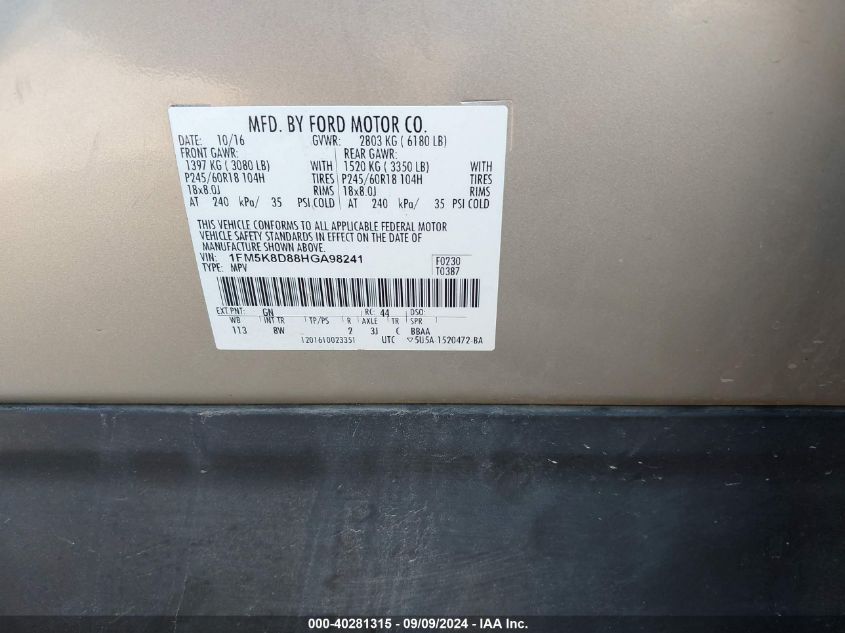 MFD. BY FORD MOTOR CO.
DATE: 10/16 GVWR: 2803 KG ( 6180 LB)
FRONT GAWR: REAR GAWR:
1397 KG ( 3080 LB) WITH 1520 KG ( 3350 LB) WITH
P245/60R18 104H TIRES P245/60R18 104H TIRES
18x8.0J RIMS 18x8.0J RIMS
AT 240 kPa/ 35 PSI COLD AT 240 kPa/ 35 PSI COLD
THIS VEHICLE CONFORMS TO ALL APPLICABLE FEDERAL MOTOR
VEHICLE SAFETY STANDARDS IN EFFECT ON THE DATE OF
MANUFACTURE SHOWN ABOVE.
VIN: 1FM5K8D88HGA98241 F0230
TYPE: MPV T0387
EXT PNT: GN RC: 44 DSO:
WB INT TR TP/PS R AXLE TR SPR
113 8W 2 3J C BBAA
1201610023351 UTC 5U5A-1520472-BA
000-40281315 - 09/09/2024 - IAA Inc.